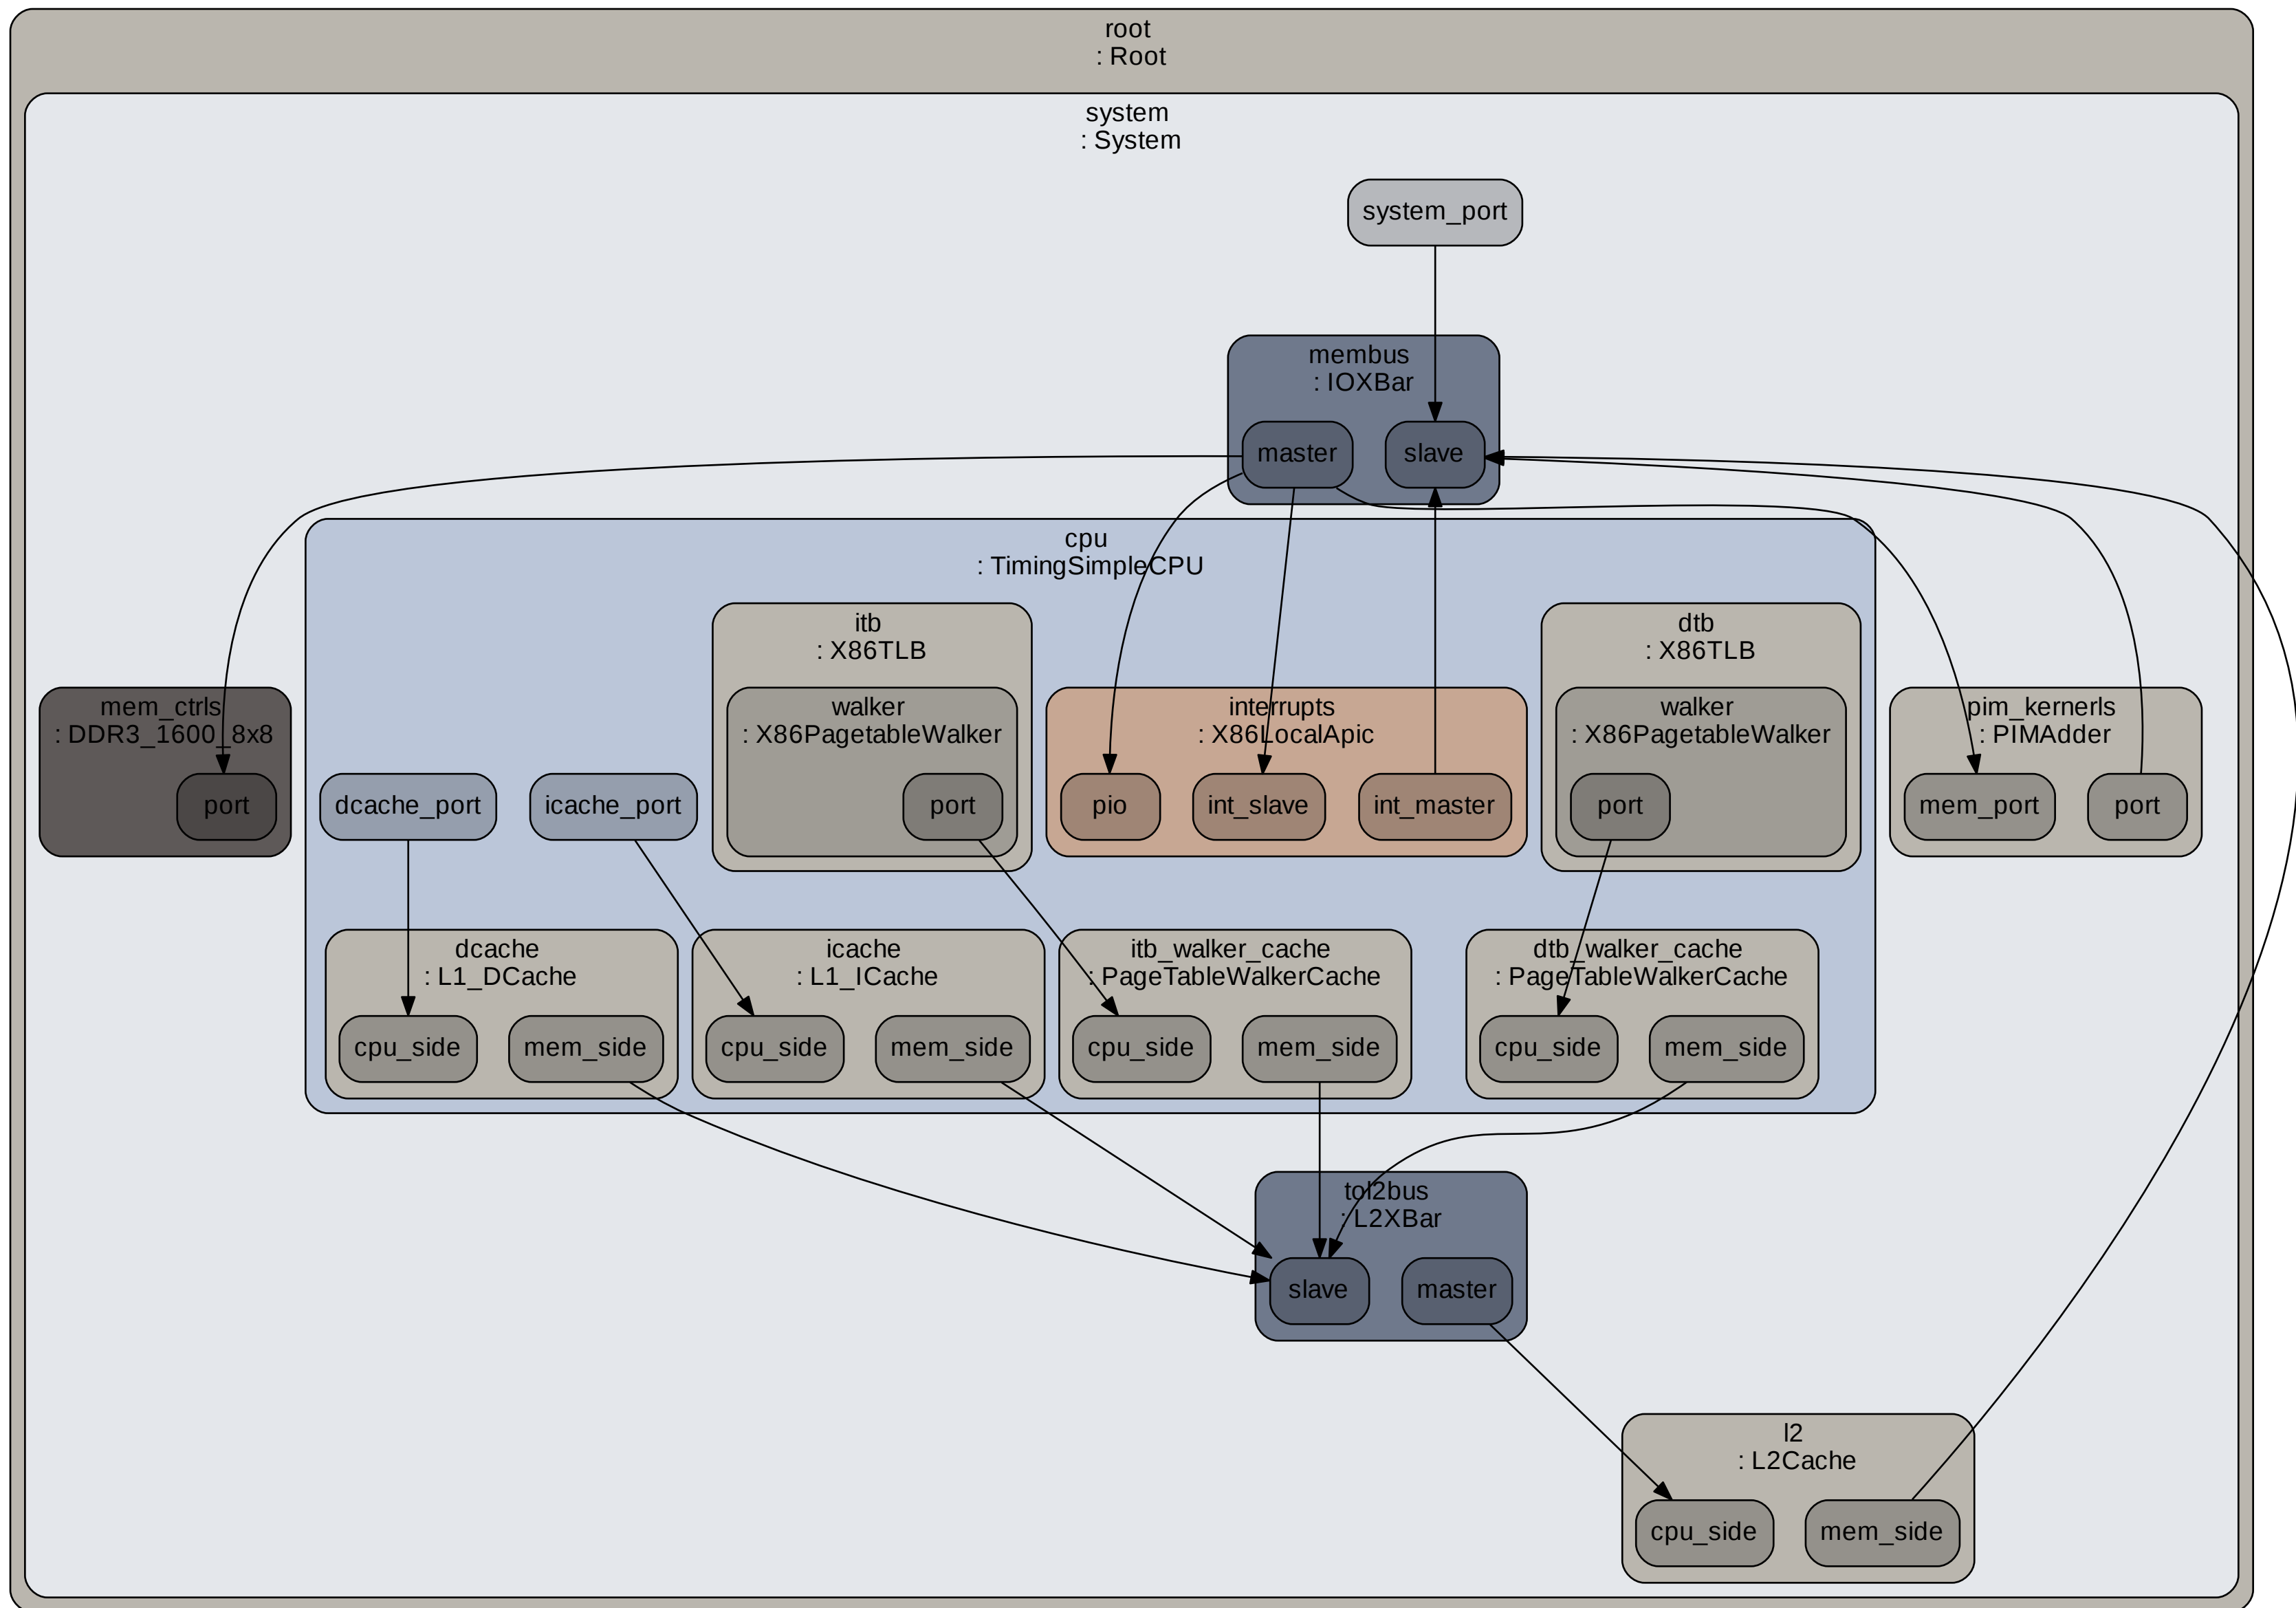 root
: Root
system
: System
system_port
membus
: IOXBar
master
slave
cpu
: TimingSimpleCPU
itb
: X86TLB
dtb
: X86TLB
mem_ctrls
: DDR3_1600_8x8
port
dcache_port
icache_port
walker
: X86PagetableWalker
port
interrupts
: X86LocalApic
pio
int_slave
int_master
walker
: X86PagetableWalker
port
pim_kernerls
: PIMAdder
mem_port
port
dcache
: L1_DCache
cpu_side
mem_side
icache
: L1_ICache
cpu_side
mem_side
itb_walker_cache
: PageTableWalkerCache
cpu_side
mem_side
dtb_walker_cache
: PageTableWalkerCache
cpu_side
mem_side
tol2bus
: L2XBar
slave
master
l2
: L2Cache
cpu_side
mem_side